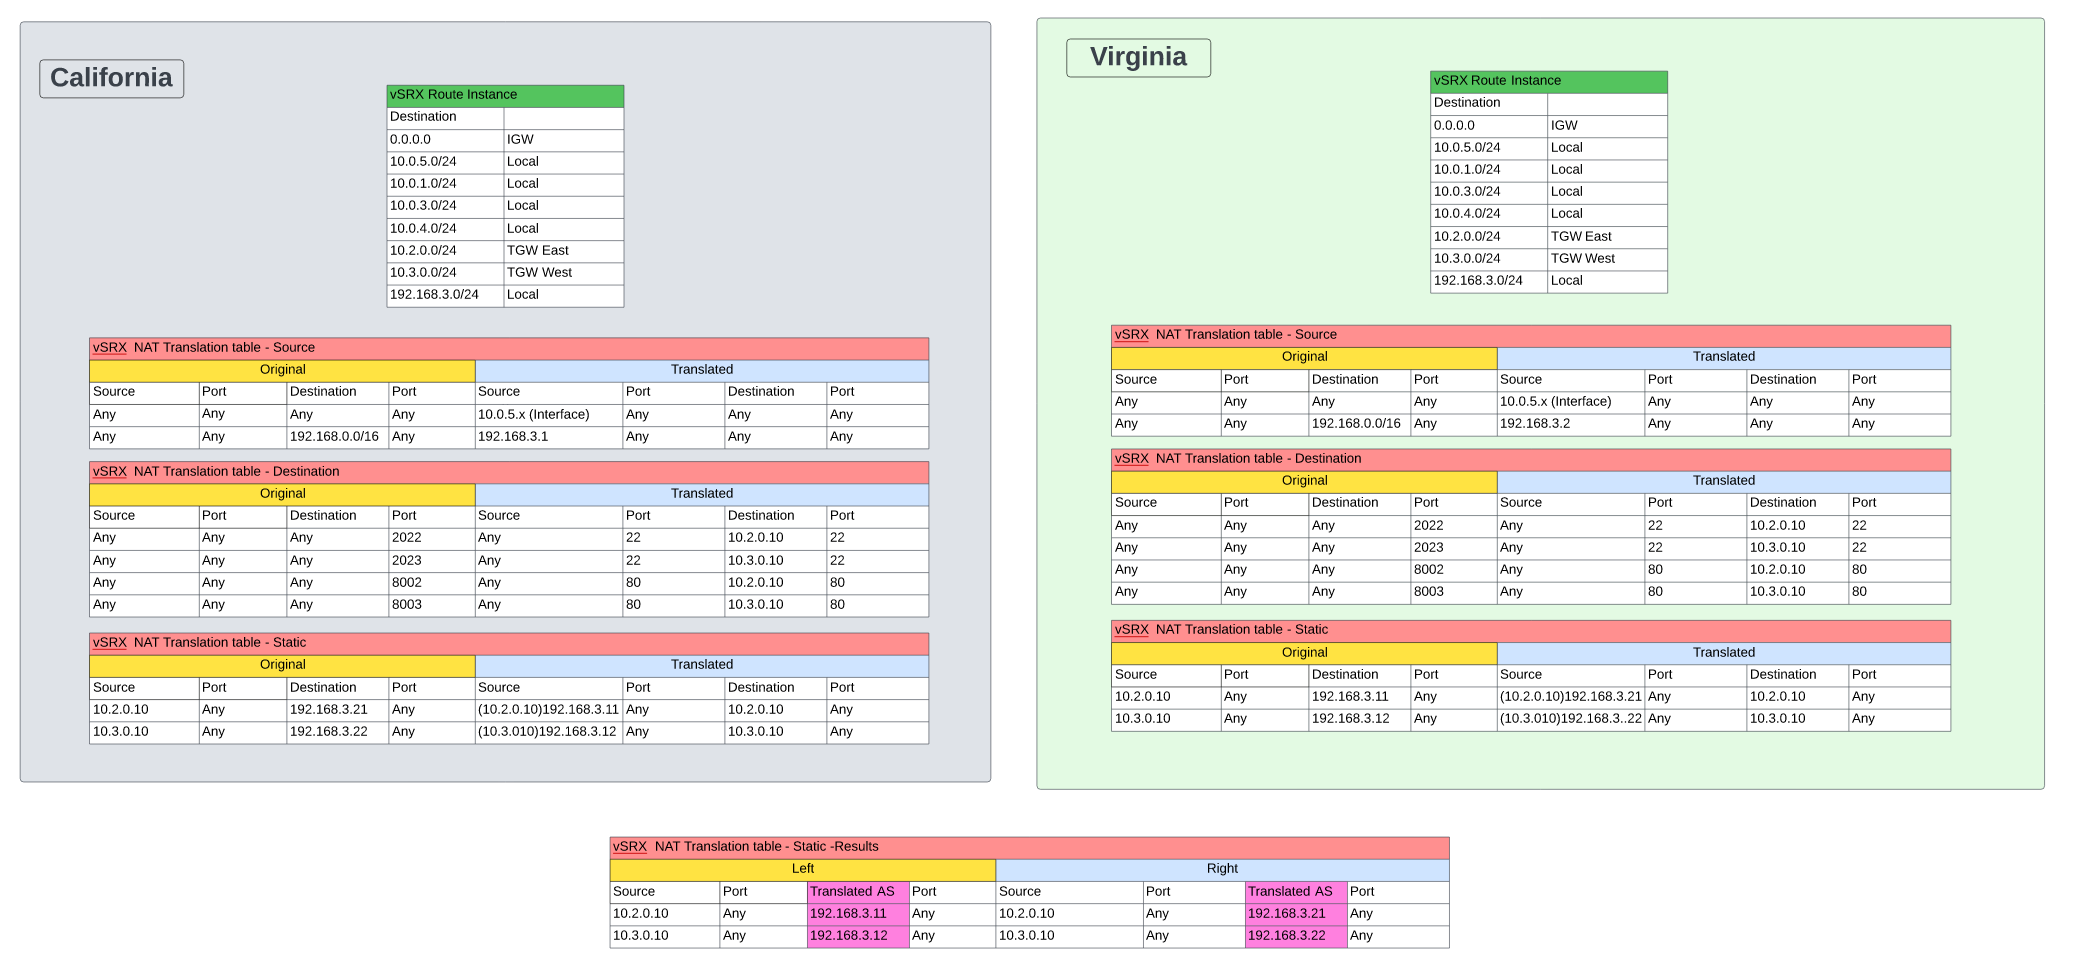 California
vSRX Route Instance
Destination
0.0.0.0 IGW
10.0.5.0/24 Local
10.0.1.0/24 Local
10.0.3.0/24 Local
10.0.4.0/24 Local
10.2.0.0/24 TGW East
10.3.0.0/24 TGW West
192.168.3.0/24 Local
vSRX NAT Translation table - Source
Original Translated
Source Port Destination Port Source Port Destination Port
Any Any Any Any 10.0.5.x (Interface) Any Any Any
Any Any 192.168.0.0/16 Any 192.168.3.1 Any Any Any
vSRX NAT Translation table - Destination
Original Translated
Source Port Destination Port Source Port Destination Port
Any Any Any 2022 Any 22 10.2.0.10 22
Any Any Any 2023 Any 22 10.3.0.10 22
Any Any Any 8002 Any 80 10.2.0.10 80
Any Any Any 8003 Any 80 10.3.0.10 80
vSRX NAT Translation table - Static
Original Translated
Source Port Destination Port Source Port Destination Port
10.2.0.10 Any 192.168.3.21 Any (10.2.0.10)192.168.3.11 Any 10.2.0.10 Any
10.3.0.10 Any 192.168.3.22 Any (10.3.010)192.168.3.12 Any 10.3.0.10 Any
Virginia
vSRX Route Instance
Destination
0.0.0.0 IGW
10.0.5.0/24 Local
10.0.1.0/24 Local
10.0.3.0/24 Local
10.0.4.0/24 Local
10.2.0.0/24 TGW East
10.3.0.0/24 TGW West
192.168.3.0/24 Local
vSRX NAT Translation table - Source
Original Translated
Source Port Destination Port Source Port Destination Port
Any Any Any Any 10.0.5.x (Interface) Any Any Any
Any Any 192.168.0.0/16 Any 192.168.3.2 Any Any Any
vSRX NAT Translation table - Destination
Original Translated
Source Port Destination Port Source Port Destination Port
Any Any Any 2022 Any 22 10.2.0.10 22
Any Any Any 2023 Any 22 10.3.0.10 22
Any Any Any 8002 Any 80 10.2.0.10 80
Any Any Any 8003 Any 80 10.3.0.10 80
vSRX NAT Translation table - Static
Original Translated
Source Port Destination Port Source Port Destination Port
10.2.0.10 Any 192.168.3.11 Any (10.2.0.10)192.168.3.21 Any 10.2.0.10 Any
10.3.0.10 Any 192.168.3.12 Any (10.3.010)192.168.3..22 Any 10.3.0.10 Any
vSRX NAT Translation table - Static -Results
Left Right
Source Port Translated AS Port Source Port Translated AS Port
10.2.0.10 Any 192.168.3.11 Any 10.2.0.10 Any 192.168.3.21 Any
10.3.0.10 Any 192.168.3.12 Any 10.3.0.10 Any 192.168.3.22 Any